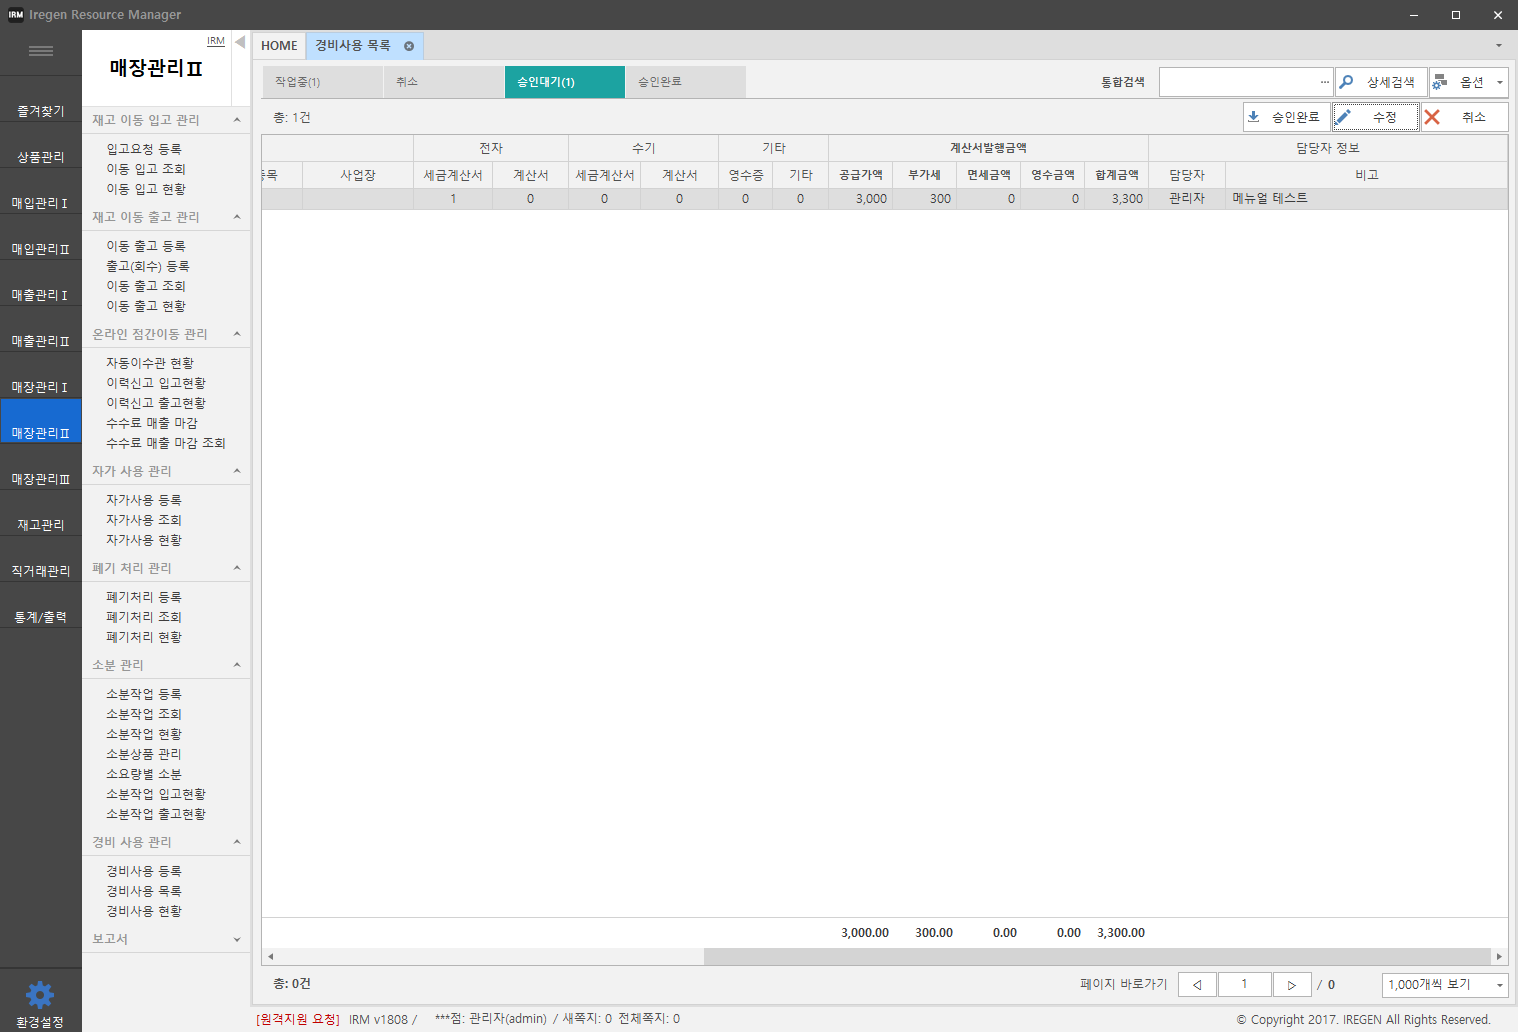 IRM Iregen Resource Manager
IRM
매장관리Ⅱ
즐겨찾기
상품관리
매입관리Ⅰ
매입관리Ⅱ
매출관리Ⅰ
매출관리Ⅱ
매장관리Ⅰ
매장관리Ⅱ
매장관리Ⅲ
재고관리
직거래관리
통계/출력
환경설정
재고 이동 입고 관리
입고요청 등록
이동 입고 조회
이동 입고 현황
재고 이동 출고 관리
이동 출고 등록
출고(회수) 등록
이동 출고 조회
이동 출고 현황
온라인 점간이동 관리
자동이수관 현황
이력신고 입고현황
이력신고 출고현황
수수료 매출 마감
수수료 매출 마감 조회
자가 사용 관리
자가사용 등록
자가사용 조회
자가사용 현황
폐기 처리 관리
폐기처리 등록
폐기처리 조회
폐기처리 현황
소분 관리
소분작업 등록
소분작업 조회
소분작업 현황
소분상품 관리
소요량별 소분
소분작업 입고현황
소분작업 출고현황
경비 사용 관리
경비사용 등록
경비사용 목록
경비사용 현황
보고서
HOME 경비사용 목록
작업중(1) 취소 승인대기(1) 승인완료 통합검색 ... 상세검색 옵션
총: 1건 승인완료 수정 취소
전자 수기 기타 계산서발행금액 담당자 정보
목 사업장 세금계산서 계산서 세금계산서 계산서 영수증 기타 공급가액 부가세 면세금액 영수금액 합계금액 담당자 비고
1 0 0 0 0 0 3,000 300 0 0 3,300 관리자 메뉴얼 테스트
3,000.00 300.00 0.00 0.00 3,300.00
총: 0건 페이지 바로가기 1 / 0 1,000개씩 보기
[원격지원 요청] IRM v1808 / ***점: 관리자(admin) / 새쪽지: 0 전체쪽지: 0 © Copyright 2017. IREGEN All Rights Reserved.